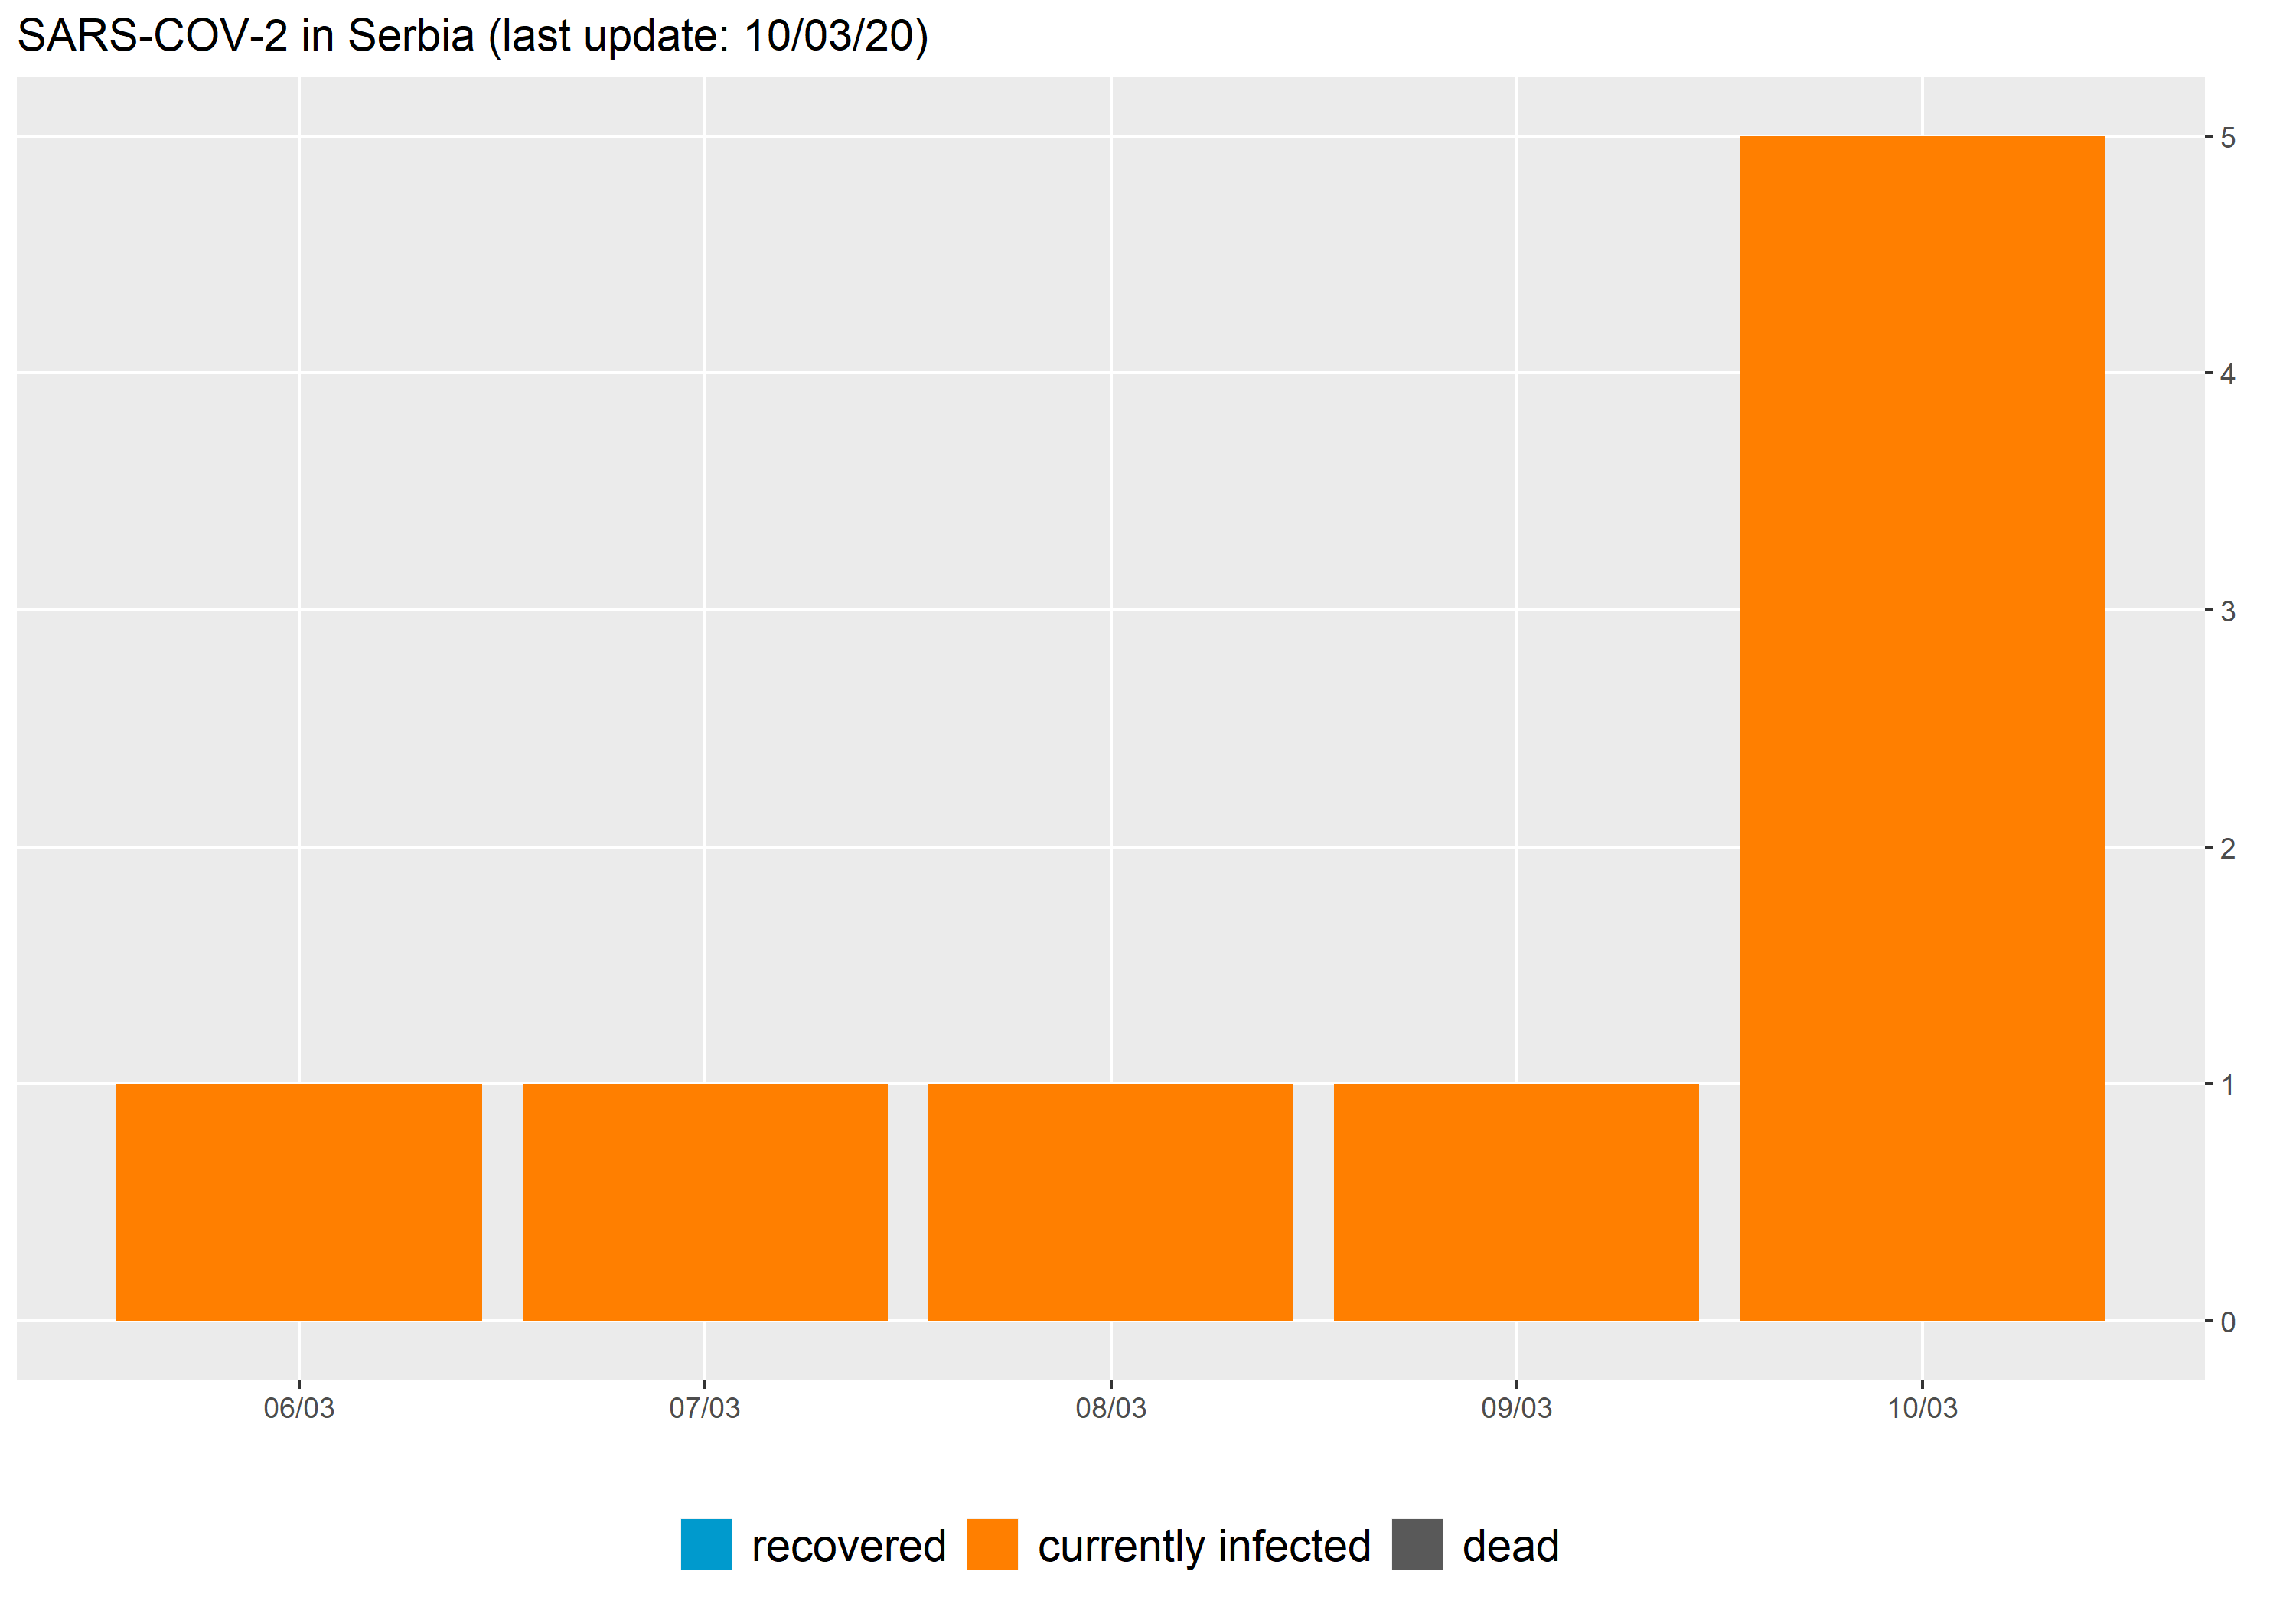 SARS-COV-2 in Serbia (last update: 10/03/20)
5
4
3
2
1
0
06/03 07/03 08/03 09/03 10/03
recovered currently infected dead